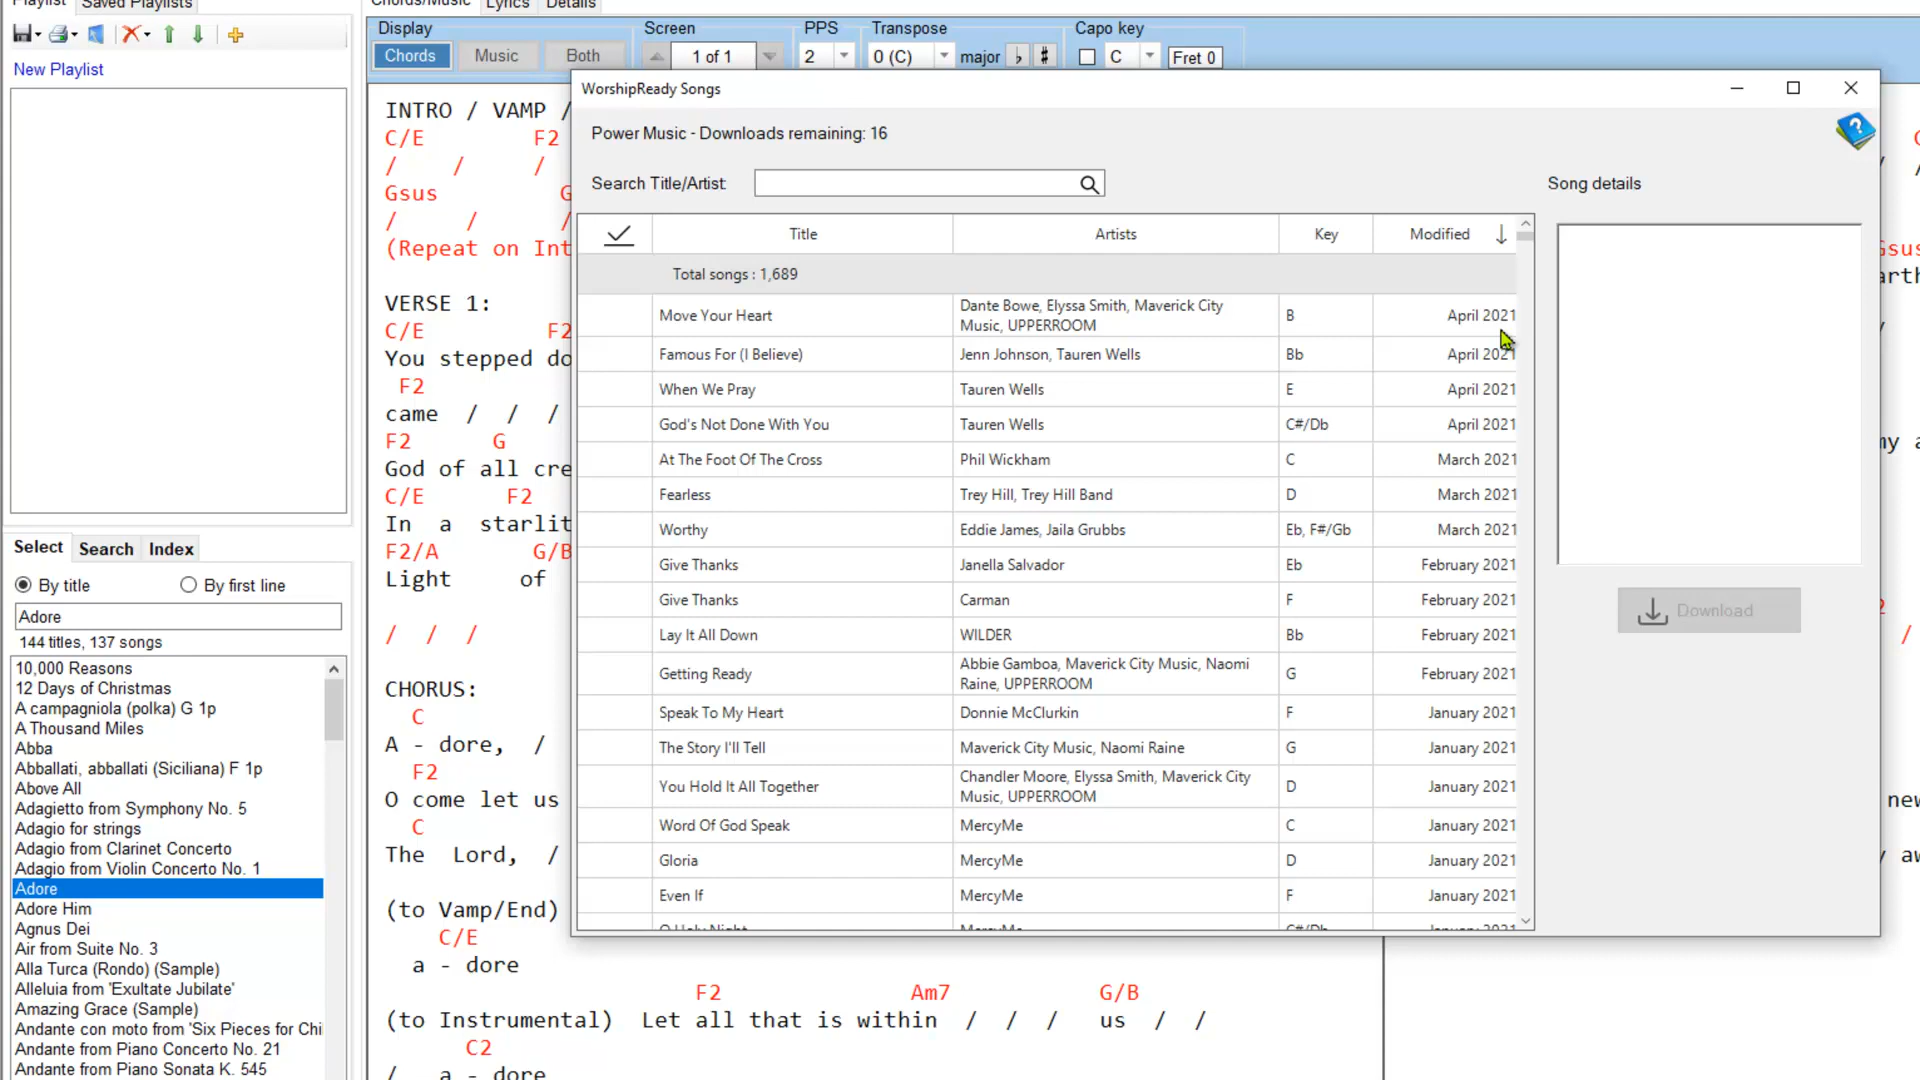 Playlist Saved Playlists
Chords/Music Lyrics Details
New Playlist
Display Screen PPS Transpose Capo key
Chords Music Both 1 of 1 2 0 (C) major ♭ ♯ C Fret 0
INTRO / VAMP /
C/E F2
/ / /
Gsus G
/ / /
(Repeat on Int
VERSE 1:
C/E F2
You stepped do
F2
came / / /
F2 G
God of all cre
C/E F2
In a starlit
F2/A G/B
Light of
/ / /
CHORUS:
C
A - dore, /
F2
O come let us
C
The Lord, /
(to Vamp/End)
C/E
a - dore
F2 Am7 G/B
(to Instrumental) Let all that is within / / / us / /
C2
/ a - dore
Select Search Index
By title By first line
Adore
144 titles, 137 songs
10,000 Reasons
12 Days of Christmas
A campagniola (polka) G 1p
A Thousand Miles
Abba
Abballati, abballati (Siciliana) F 1p
Above All
Adagietto from Symphony No. 5
Adagio for strings
Adagio from Clarinet Concerto
Adagio from Violin Concerto No. 1
Adore
Adore Him
Agnus Dei
Air from Suite No. 3
Alla Turca (Rondo) (Sample)
Alleluia from 'Exultate Jubilate'
Amazing Grace (Sample)
Andante con moto from 'Six Pieces for Chi
Andante from Piano Concerto No. 21
Andante from Piano Sonata K. 545
WorshipReady Songs
Power Music - Downloads remaining: 16
Search Title/Artist:
Song details
Title Artists Key Modified
Total songs : 1,689
Move Your Heart Dante Bowe, Elyssa Smith, Maverick City Music, UPPERROOM B April 2021
Famous For (I Believe) Jenn Johnson, Tauren Wells Bb April 2021
When We Pray Tauren Wells E April 2021
God's Not Done With You Tauren Wells C#/Db April 2021
At The Foot Of The Cross Phil Wickham C March 2021
Fearless Trey Hill, Trey Hill Band D March 2021
Worthy Eddie James, Jaila Grubbs Eb, F#/Gb March 2021
Give Thanks Janella Salvador Eb February 2021
Give Thanks Carman F February 2021
Lay It All Down WILDER Bb February 2021
Getting Ready Abbie Gamboa, Maverick City Music, Naomi Raine, UPPERROOM G February 2021
Speak To My Heart Donnie McClurkin F January 2021
The Story I'll Tell Maverick City Music, Naomi Raine G January 2021
You Hold It All Together Chandler Moore, Elyssa Smith, Maverick City Music, UPPERROOM D January 2021
Word Of God Speak MercyMe C January 2021
Gloria MercyMe D January 2021
Even If MercyMe F January 2021
O Holy Night MercyMe C#/Db January 2021
Download
Gsus
arth
my a
new
aw